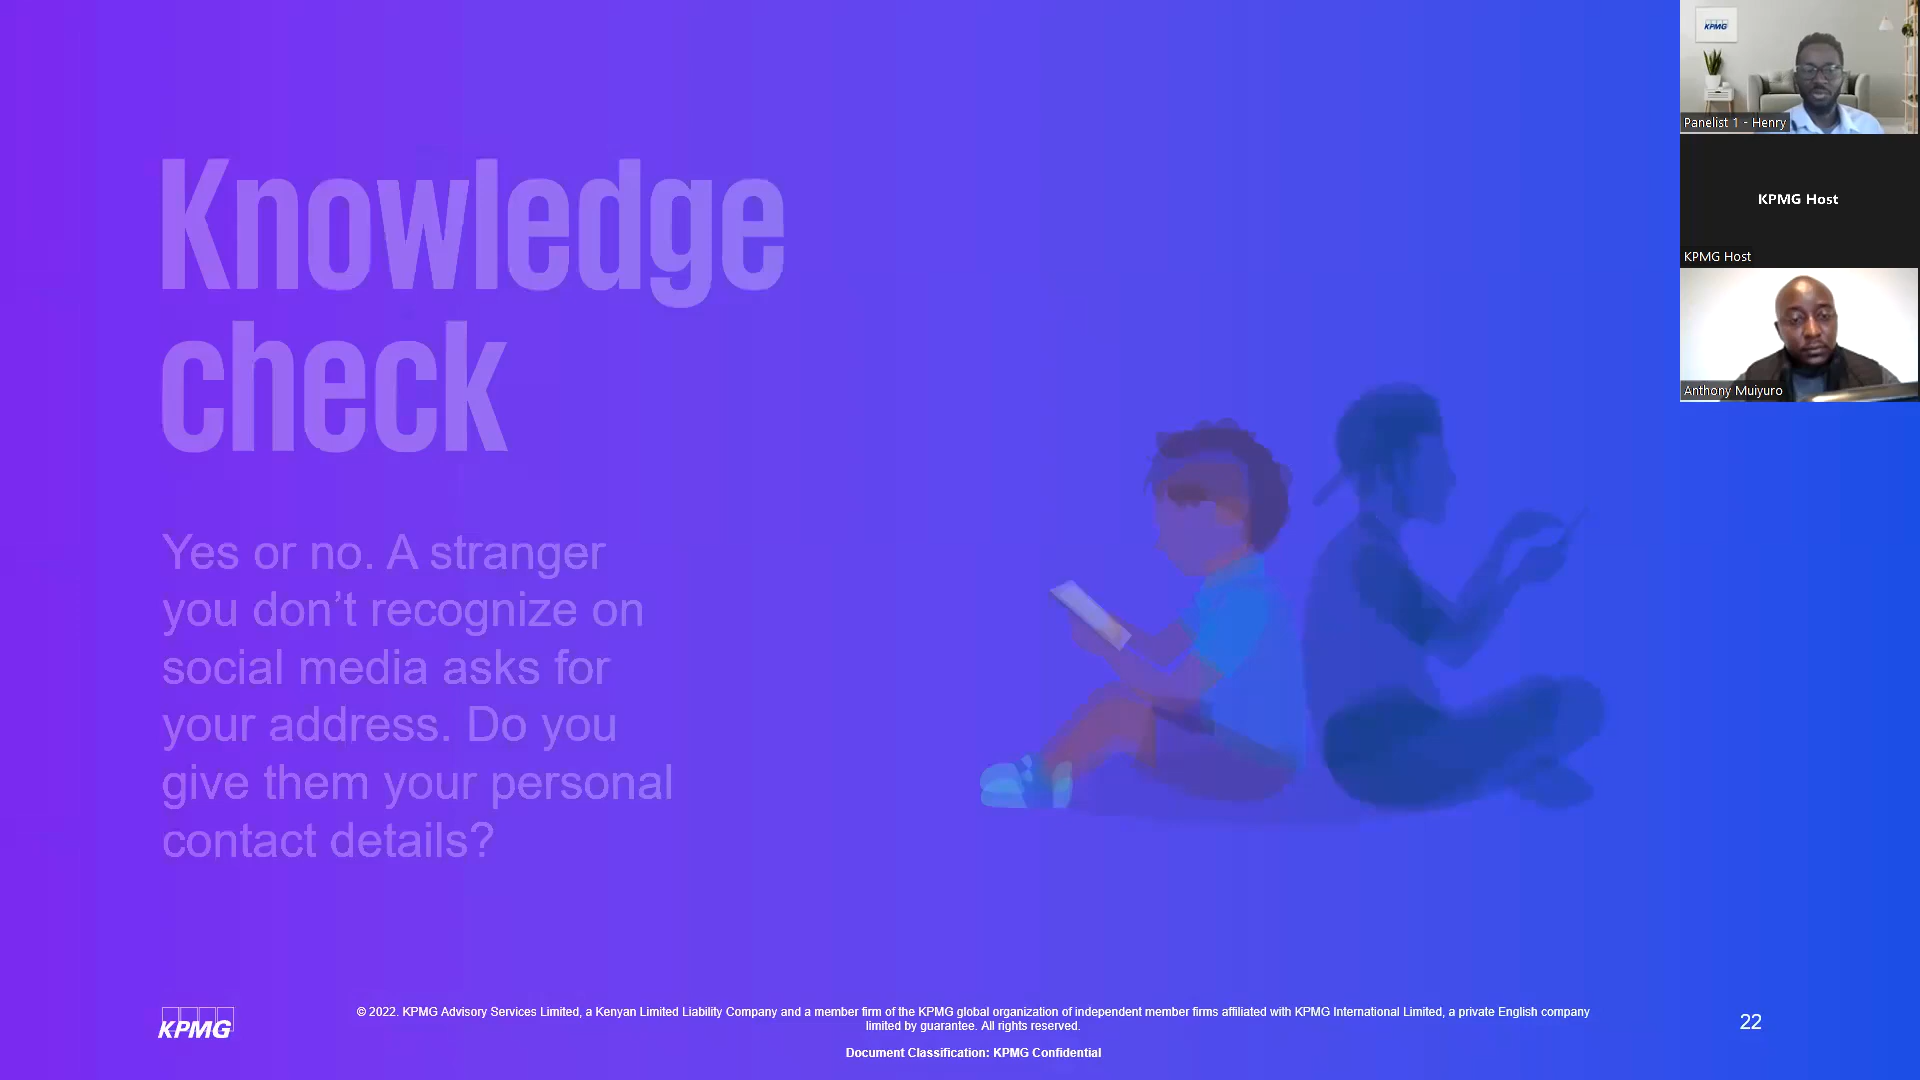 Knowledge
check
Yes or no. A stranger
you don’t recognize on
social media asks for
your address. Do you
give them your personal
contact details?
KPMG
© 2022. KPMG Advisory Services Limited, a Kenyan Limited Liability Company and a member firm of the KPMG global organization of independent member firms affiliated with KPMG International Limited, a private English company
limited by guarantee. All rights reserved.
Document Classification: KPMG Confidential
22
KPMG
Panelist 1 - Henry
KPMG Host
KPMG Host
Anthony Muiyuro